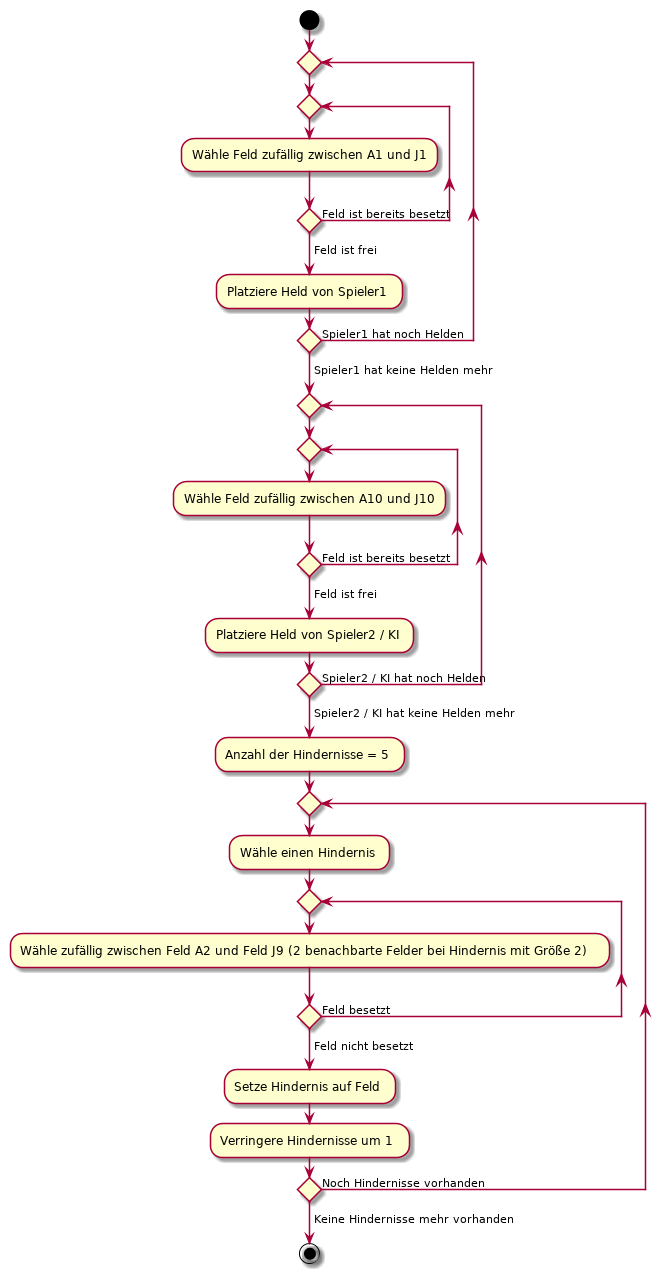 Wähle Feld zufällig zwischen A1 und J1
Feld ist bereits besetzt
Feld ist frei
Platziere Held von Spieler1
Spieler1 hat noch Helden
Spieler1 hat keine Helden mehr
Wähle Feld zufällig zwischen A10 und J10
Feld ist bereits besetzt
Feld ist frei
Platziere Held von Spieler2 / KI
Spieler2 / KI hat noch Helden
Spieler2 / KI hat keine Helden mehr
Anzahl der Hindernisse = 5
Wähle einen Hindernis
Wähle zufällig zwischen Feld A2 und Feld J9 (2 benachbarte Felder bei Hindernis mit Größe 2)
Feld besetzt
Feld nicht besetzt
Setze Hindernis auf Feld
Verringere Hindernisse um 1
Noch Hindernisse vorhanden
Keine Hindernisse mehr vorhanden